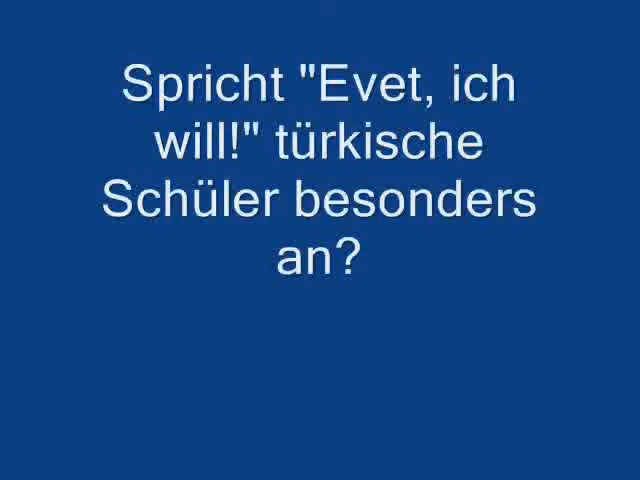 Spricht "Evet, ich
will!" türkische
Schüler besonders
an?